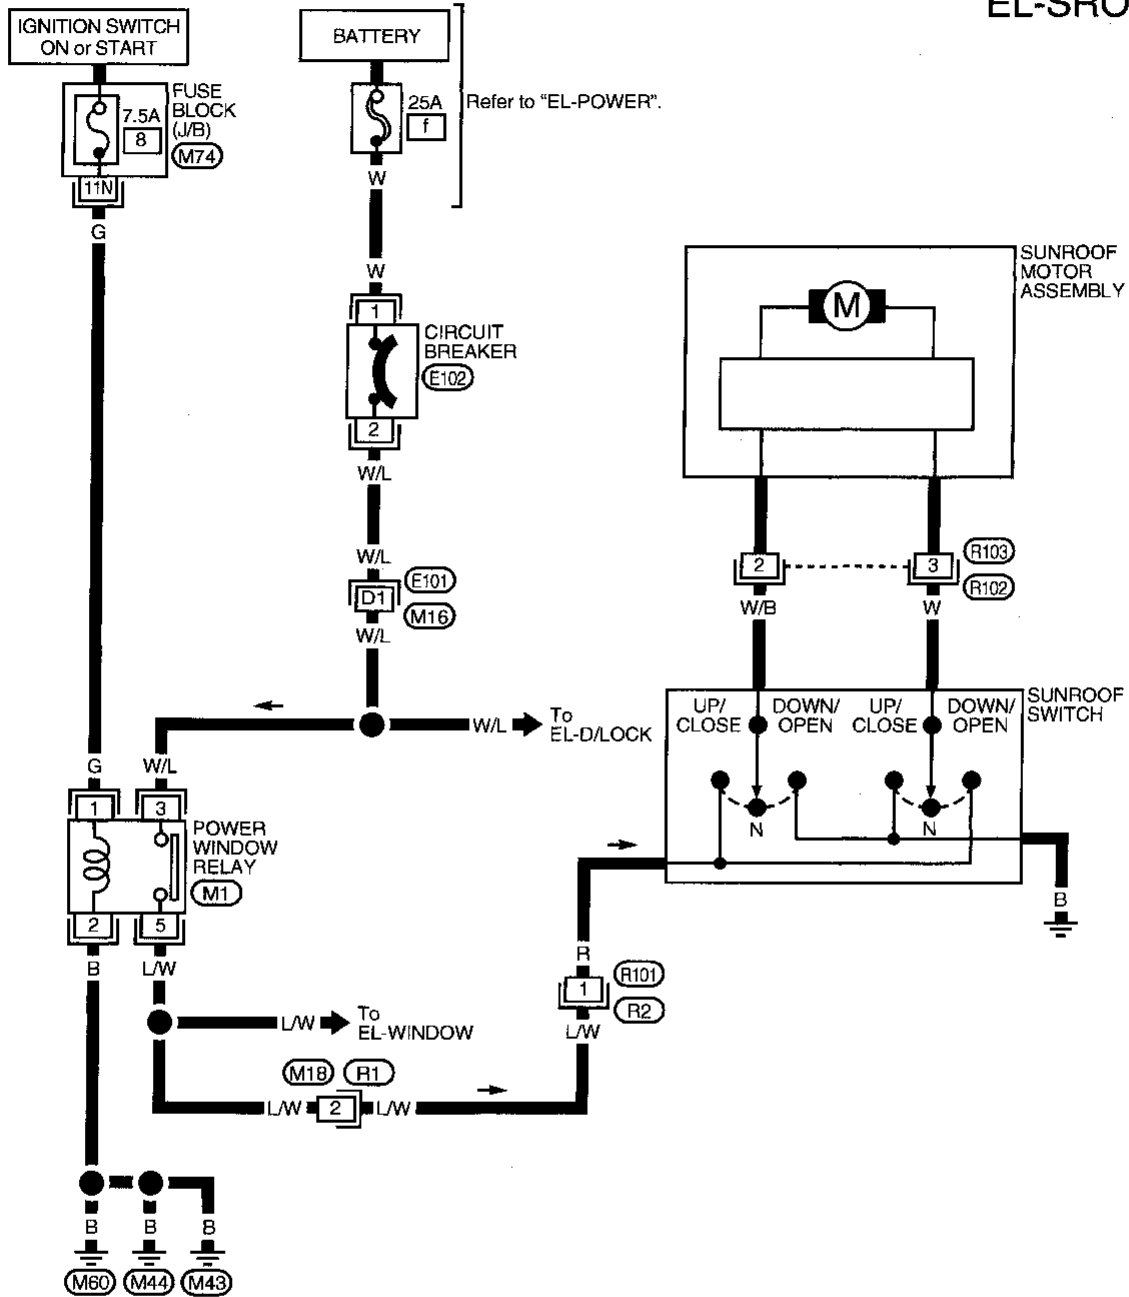 EL-SRO
IGNITION SWITCH
ON or START
BATTERY
FUSE
BLOCK
(J/B)
M74
7.5A
8
11N
G
25A
f
Refer to "EL-POWER".
W
W
1
CIRCUIT
BREAKER
E102
2
W/L
W/L
E101
D1
M16
W/L
SUNROOF
MOTOR
ASSEMBLY
M
2
3
R103
R102
W/B
W
SUNROOF
SWITCH
UP/
CLOSE
DOWN/
OPEN
UP/
CLOSE
DOWN/
OPEN
N
N
B
W/L
To
EL-D/LOCK
G
W/L
1
3
POWER
WINDOW
RELAY
M1
2
5
B
L/W
R
1
R101
R2
L/W
L/W
To
EL-WINDOW
M18
R1
L/W
2
L/W
B
B
B
M60
M44
M43